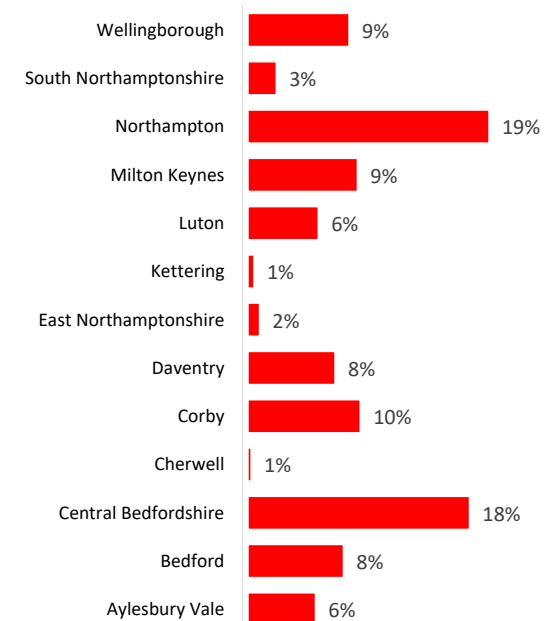 Wellingborough 9%
South Northamptonshire 3%
Northampton 19%
Milton Keynes 9%
Luton 6%
Kettering 1%
East Northamptonshire 2%
Daventry 8%
Corby 10%
Cherwell 1%
Central Bedfordshire 18%
Bedford 8%
Aylesbury Vale 6%